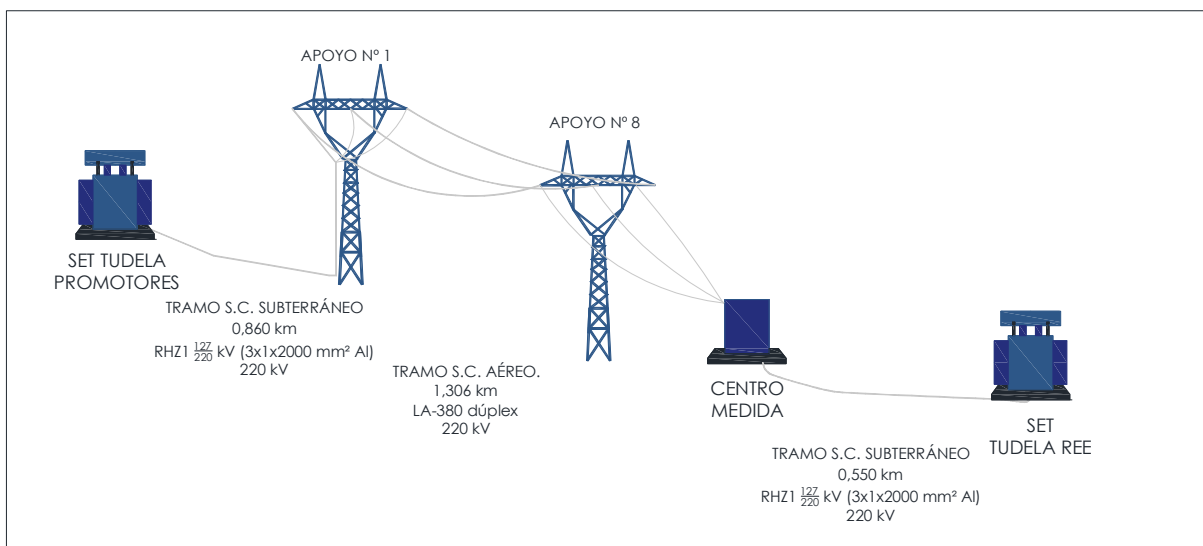 APOYO Nº 1
APOYO Nº 8
SET TUDELA
PROMOTORES
TRAMO S.C. SUBTERRÁNEO
0,860 km
RHZ1 127/220 kV (3x1x2000 mm² Al)
220 kV
TRAMO S.C. AÉREO.
1,306 km
LA-380 dúplex
220 kV
CENTRO
MEDIDA
SET
TUDELA REE
TRAMO S.C. SUBTERRÁNEO
0,550 km
RHZ1 127/220 kV (3x1x2000 mm² Al)
220 kV